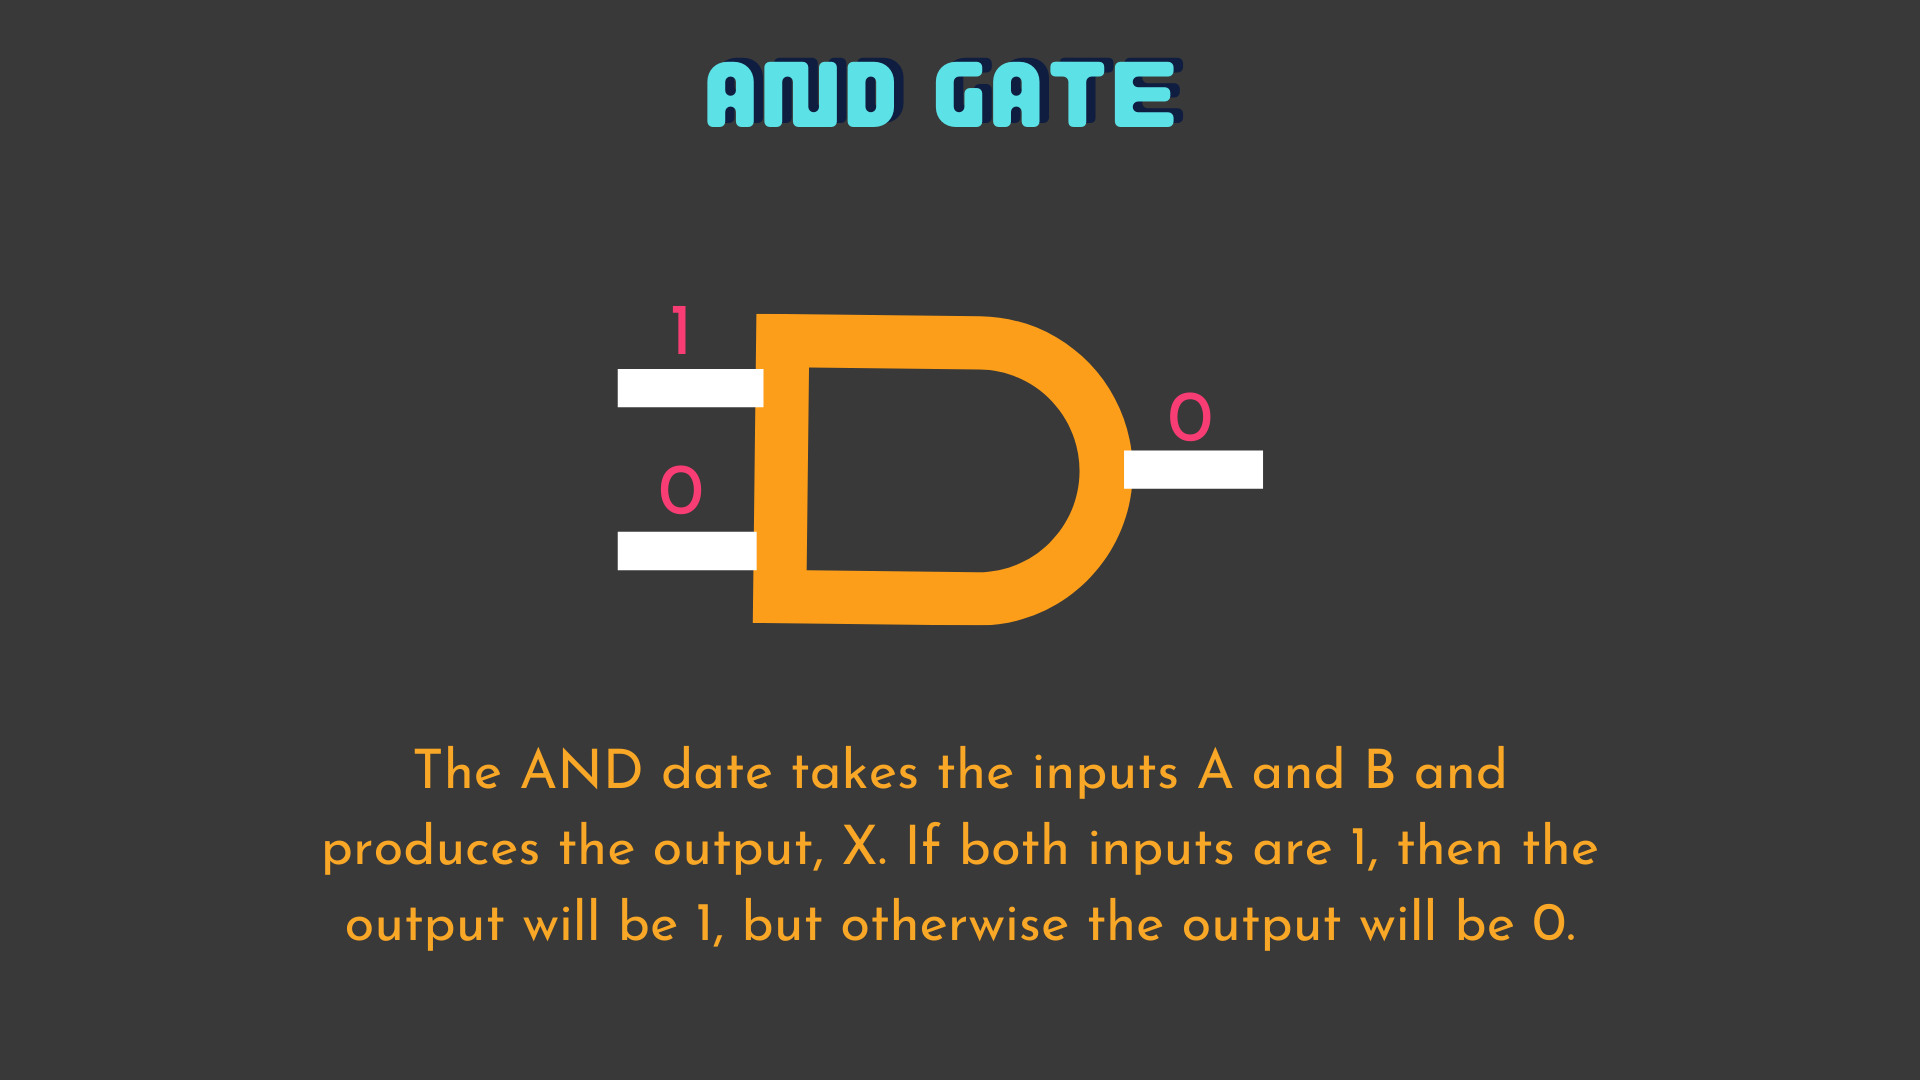 AND GATE
1
0
0
The AND date takes the inputs A and B and
produces the output, X. If both inputs are 1, then the
output will be 1, but otherwise the output will be 0.